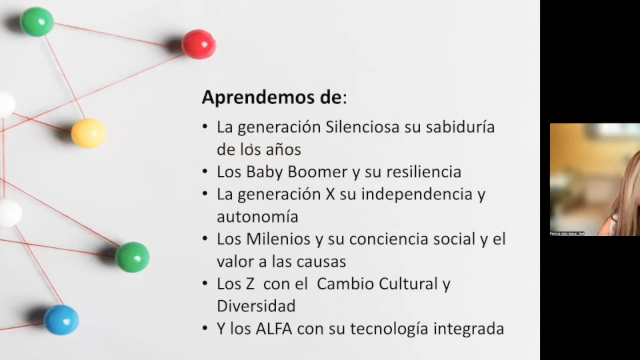 Aprendemos de:
• La generación Silenciosa su sabiduría
de los años
• Los Baby Boomer y su resiliencia
• La generación X su independencia y
autonomía
• Los Milenios y su conciencia social y el
valor a las causas
• Los Z  con el  Cambio Cultural y
Diversidad
• Y los ALFA con su tecnología integrada